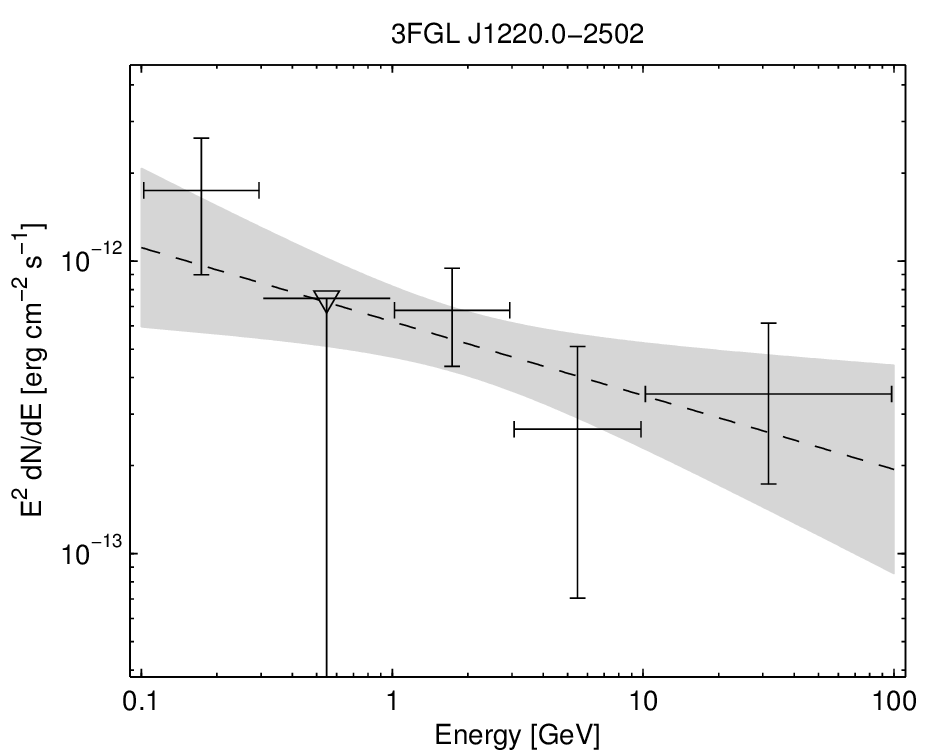 3FGL J1220.0−2502
E² dN/dE [erg cm⁻² s⁻¹]
10⁻¹²
10⁻¹³
0.1 1 10 100
Energy [GeV]